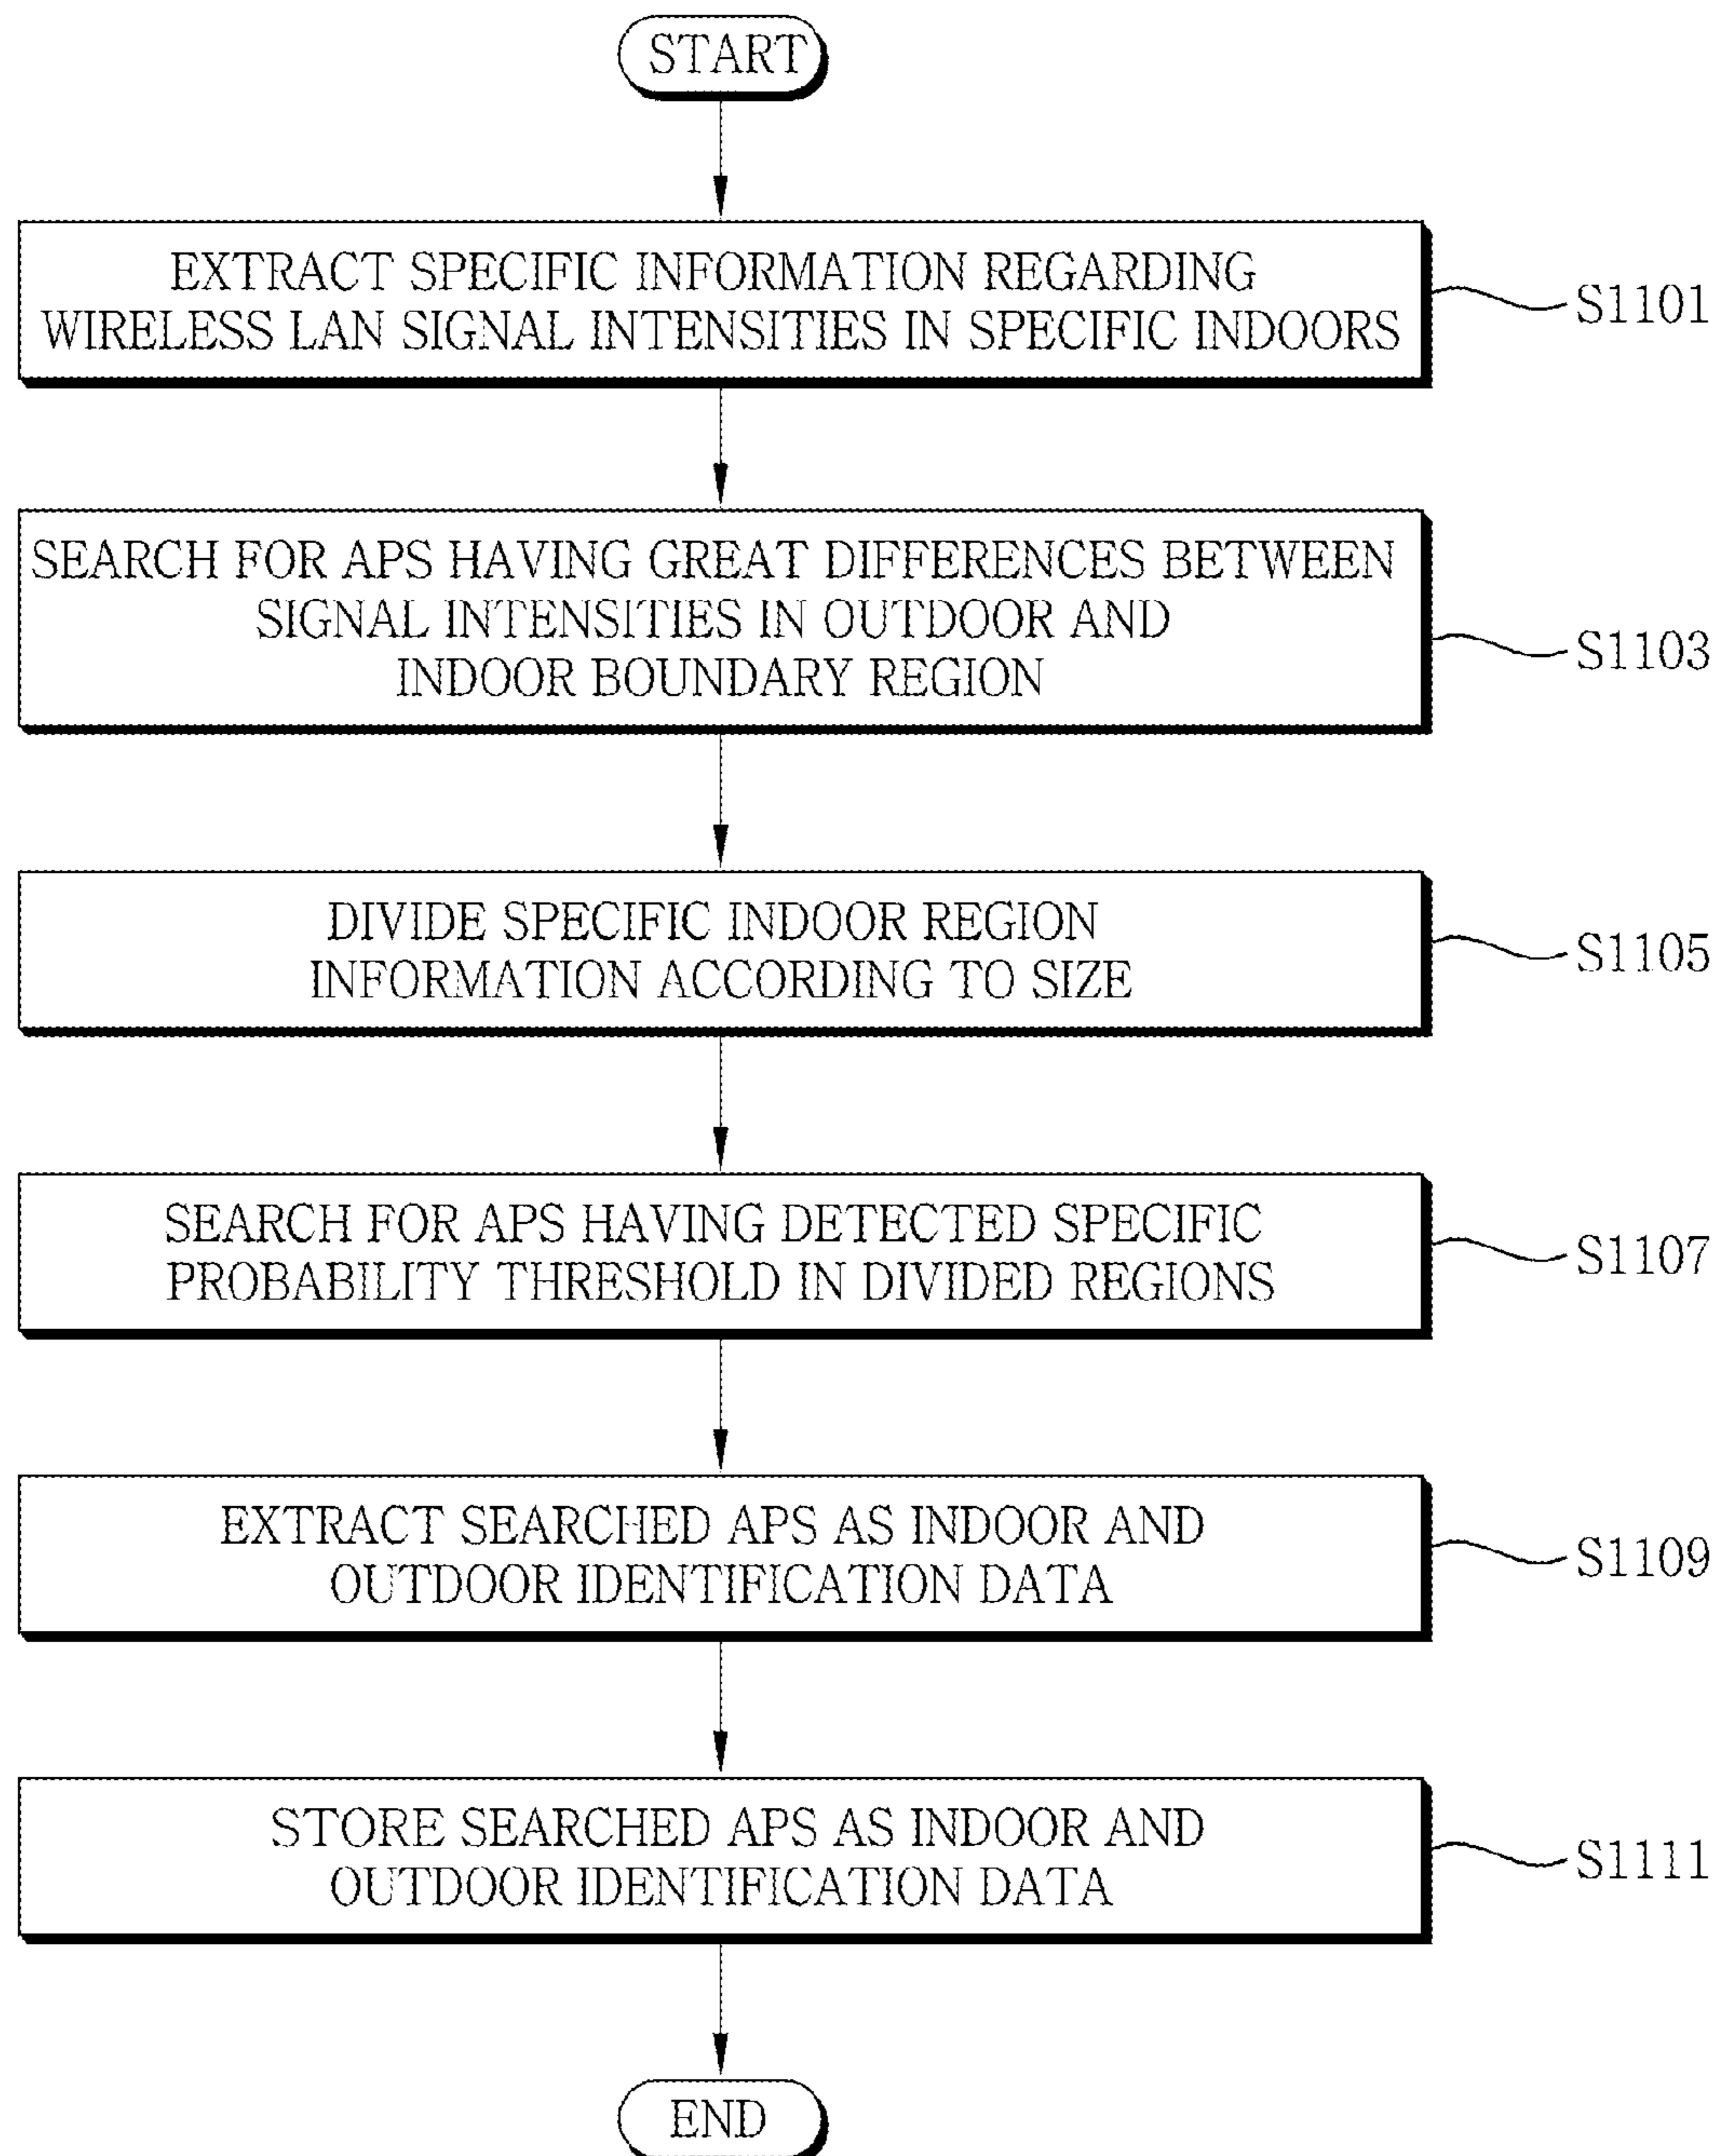 START
EXTRACT SPECIFIC INFORMATION REGARDING
WIRELESS LAN SIGNAL INTENSITIES IN SPECIFIC INDOORS
S1101
SEARCH FOR APS HAVING GREAT DIFFERENCES BETWEEN
SIGNAL INTENSITIES IN OUTDOOR AND
INDOOR BOUNDARY REGION
S1103
DIVIDE SPECIFIC INDOOR REGION
INFORMATION ACCORDING TO SIZE
S1105
SEARCH FOR APS HAVING DETECTED SPECIFIC
PROBABILITY THRESHOLD IN DIVIDED REGIONS
S1107
EXTRACT SEARCHED APS AS INDOOR AND
OUTDOOR IDENTIFICATION DATA
S1109
STORE SEARCHED APS AS INDOOR AND
OUTDOOR IDENTIFICATION DATA
S1111
END